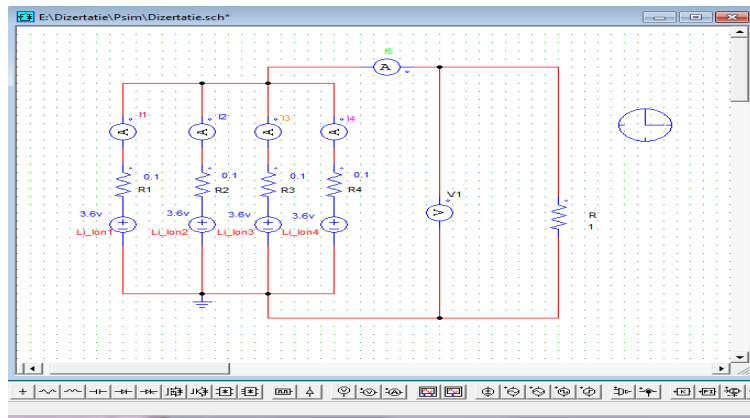 E:\Dizertatie\Psim\Dizertatie.sch*
I5
A
I1 I2 I3 I4
A A A A
0.1 0.1 0.1 0.1
R1 R2 R3 R4
V1
A
3.6v 3.6v 3.6v 3.6v
R
1
Li_Ion1 Li_Ion2 Li_Ion3 Li_Ion4